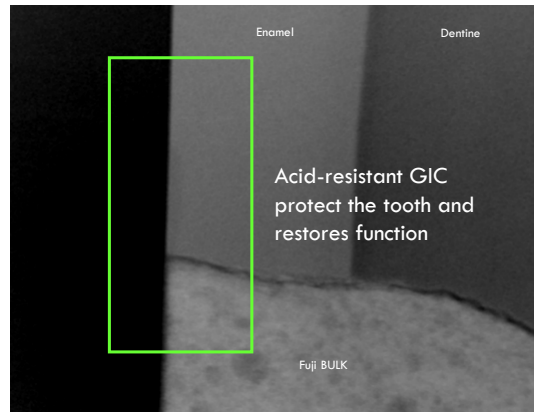 Enamel
Dentine
Acid-resistant GIC
protect the tooth and
restores function
Fuji BULK